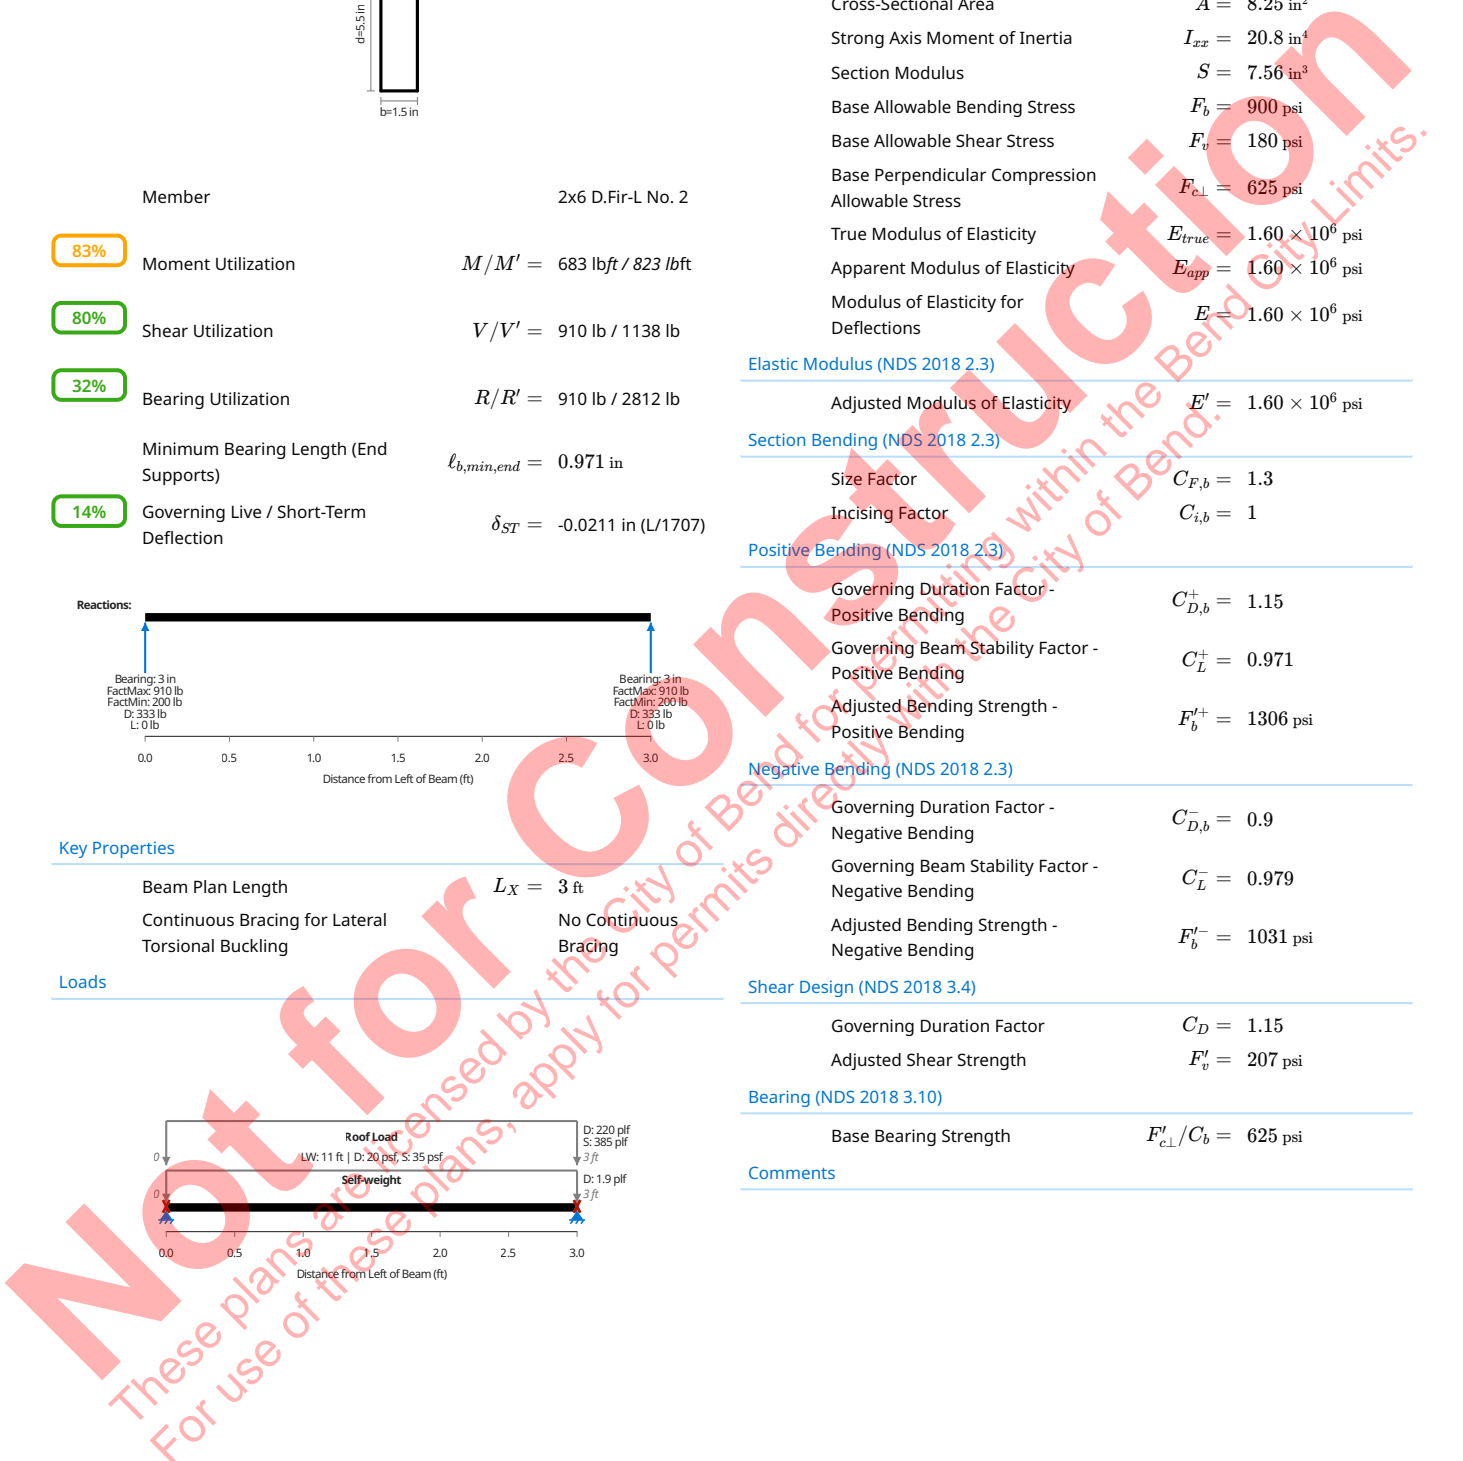 d=5.5 in
b=1.5 in
Member 2x6 D.Fir-L No. 2
83%
Moment Utilization M/M′ = 683 lbft / 823 lbft
80%
Shear Utilization V/V′ = 910 lb / 1138 lb
32%
Bearing Utilization R/R′ = 910 lb / 2812 lb
Minimum Bearing Length (End
Supports) ℓb,min,end = 0.971 in
14%
Governing Live / Short-Term
Deflection δST = -0.0211 in (L/1707)
Reactions:
Bearing: 3 in
FactMax: 910 lb
FactMin: 200 lb
D: 333 lb
L: 0 lb
Bearing: 3 in
FactMax: 910 lb
FactMin: 200 lb
D: 333 lb
L: 0 lb
0.0 0.5 1.0 1.5 2.0 2.5 3.0
Distance from Left of Beam (ft)
Key Properties
Beam Plan Length LX = 3 ft
Continuous Bracing for Lateral
Torsional Buckling
No Continuous
Bracing
Loads
Roof Load
LW: 11 ft | D: 20 psf, S: 35 psf
D: 220 plf
S: 385 plf
0 3 ft
Self-weight
D: 1.9 plf
0 3 ft
0.0 0.5 1.0 1.5 2.0 2.5 3.0
Distance from Left of Beam (ft)
Cross-Sectional Area A = 8.25 in²
Strong Axis Moment of Inertia Ixx = 20.8 in⁴
Section Modulus S = 7.56 in³
Base Allowable Bending Stress Fb = 900 psi
Base Allowable Shear Stress Fv = 180 psi
Base Perpendicular Compression
Allowable Stress Fc⊥ = 625 psi
True Modulus of Elasticity Etrue = 1.60 × 10⁶ psi
Apparent Modulus of Elasticity Eapp = 1.60 × 10⁶ psi
Modulus of Elasticity for
Deflections E = 1.60 × 10⁶ psi
Elastic Modulus (NDS 2018 2.3)
Adjusted Modulus of Elasticity E′ = 1.60 × 10⁶ psi
Section Bending (NDS 2018 2.3)
Size Factor CF,b = 1.3
Incising Factor Ci,b = 1
Positive Bending (NDS 2018 2.3)
Governing Duration Factor -
Positive Bending C+D,b = 1.15
Governing Beam Stability Factor -
Positive Bending C+L = 0.971
Adjusted Bending Strength -
Positive Bending F′+b = 1306 psi
Negative Bending (NDS 2018 2.3)
Governing Duration Factor -
Negative Bending C−D,b = 0.9
Governing Beam Stability Factor -
Negative Bending C−L = 0.979
Adjusted Bending Strength -
Negative Bending F′−b = 1031 psi
Shear Design (NDS 2018 3.4)
Governing Duration Factor CD = 1.15
Adjusted Shear Strength F′v = 207 psi
Bearing (NDS 2018 3.10)
Base Bearing Strength F′c⊥/Cb = 625 psi
Comments
Not for Construction
These plans are licensed by the City of Bend for permitting within the Bend City Limits.
For use of these plans, apply for permits directly with the City of Bend.